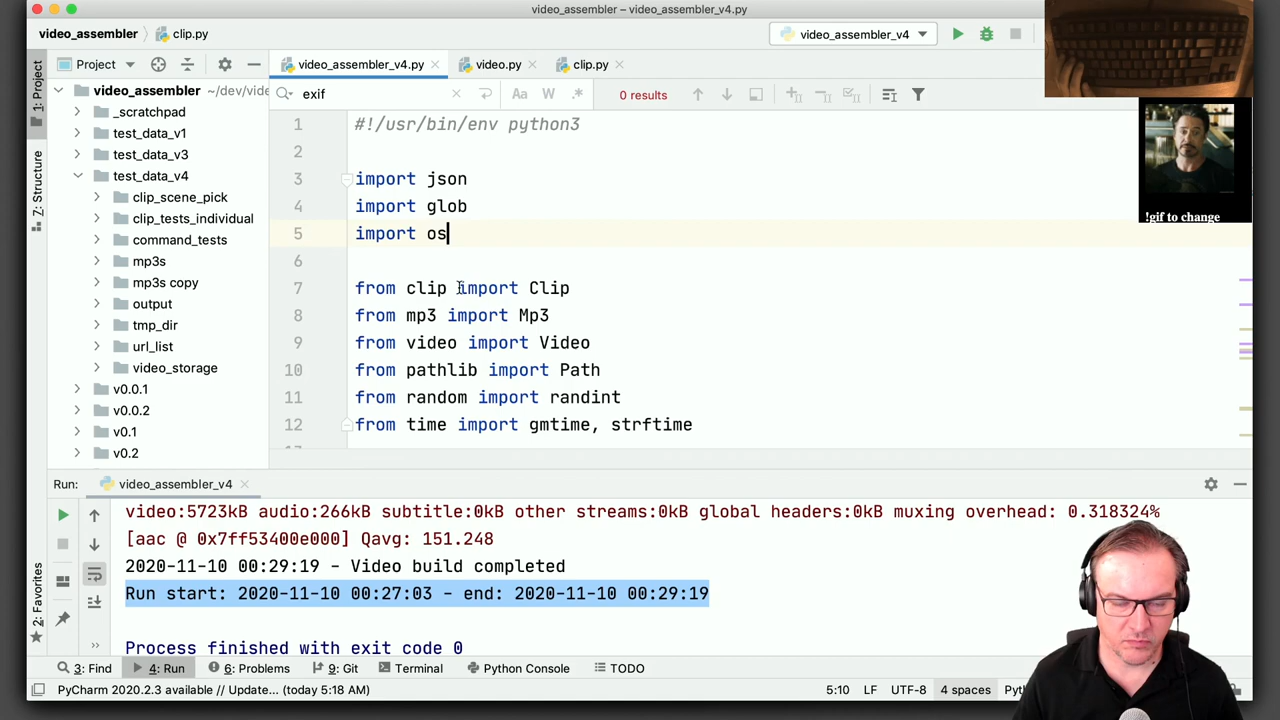 video_assembler – video_assembler_v4.py
video_assembler
clip.py
video_assembler_v4
1: Project
Project
video_assembler_v4.py
video.py
clip.py
video_assembler ~/dev/vide
exif
Aa
W
.*
0 results
_scratchpad
test_data_v1
test_data_v3
test_data_v4
clip_scene_pick
clip_tests_individual
command_tests
mp3s
mp3s copy
output
tmp_dir
url_list
video_storage
v0.0.1
v0.0.2
v0.1
v0.2
Z: Structure
1 #!/usr/bin/env python3
2
3 import json
4 import glob
5 import os
6
7 from clip import Clip
8 from mp3 import Mp3
9 from video import Video
10 from pathlib import Path
11 from random import randint
12 from time import gmtime, strftime
!gif to change
Run: video_assembler_v4
video:5723kB audio:266kB subtitle:0kB other streams:0kB global headers:0kB muxing overhead: 0.318324%
[aac @ 0x7ff53400e000] Qavg: 151.248
2020-11-10 00:29:19 - Video build completed
Run start: 2020-11-10 00:27:03 - end: 2020-11-10 00:29:19
Process finished with exit code 0
2: Favorites
3: Find
4: Run
6: Problems
9: Git
Terminal
Python Console
TODO
PyCharm 2020.2.3 available // Update... (today 5:18 AM)
5:10
LF
UTF-8
4 spaces